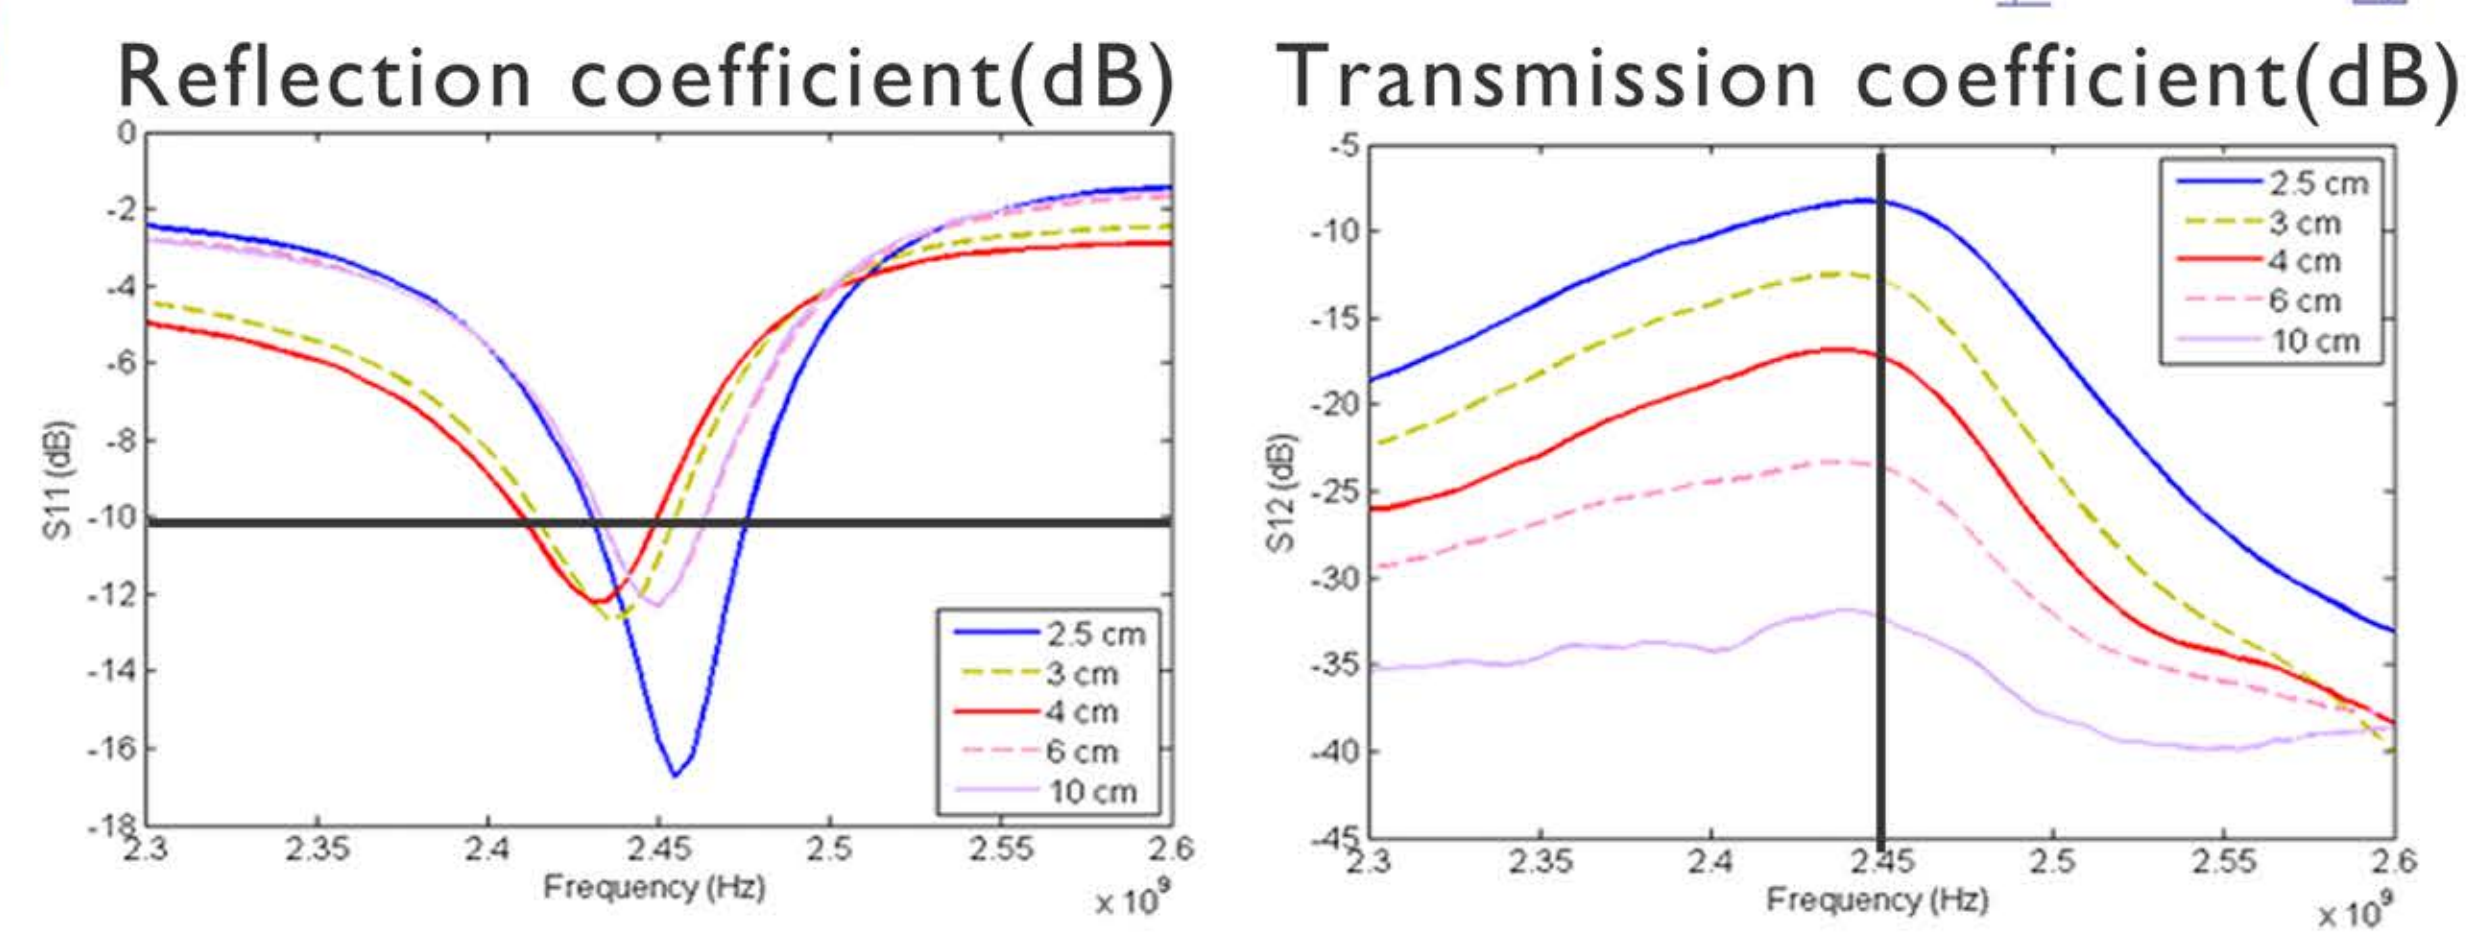 Reflection coefficient(dB)
0
-2
-4
-6
-8
-10
-12
-14
-16
-18
S11 (dB)
2.5 cm
3 cm
4 cm
6 cm
10 cm
2.3 2.35 2.4 2.45 2.5 2.55 2.6
Frequency (Hz)
x 10⁹
Transmission coefficient(dB)
-5
-10
-15
-20
-25
-30
-35
-40
-45
S12 (dB)
2.5 cm
3 cm
4 cm
6 cm
10 cm
2.3 2.35 2.4 2.45 2.5 2.55 2.6
Frequency (Hz)
x 10⁹